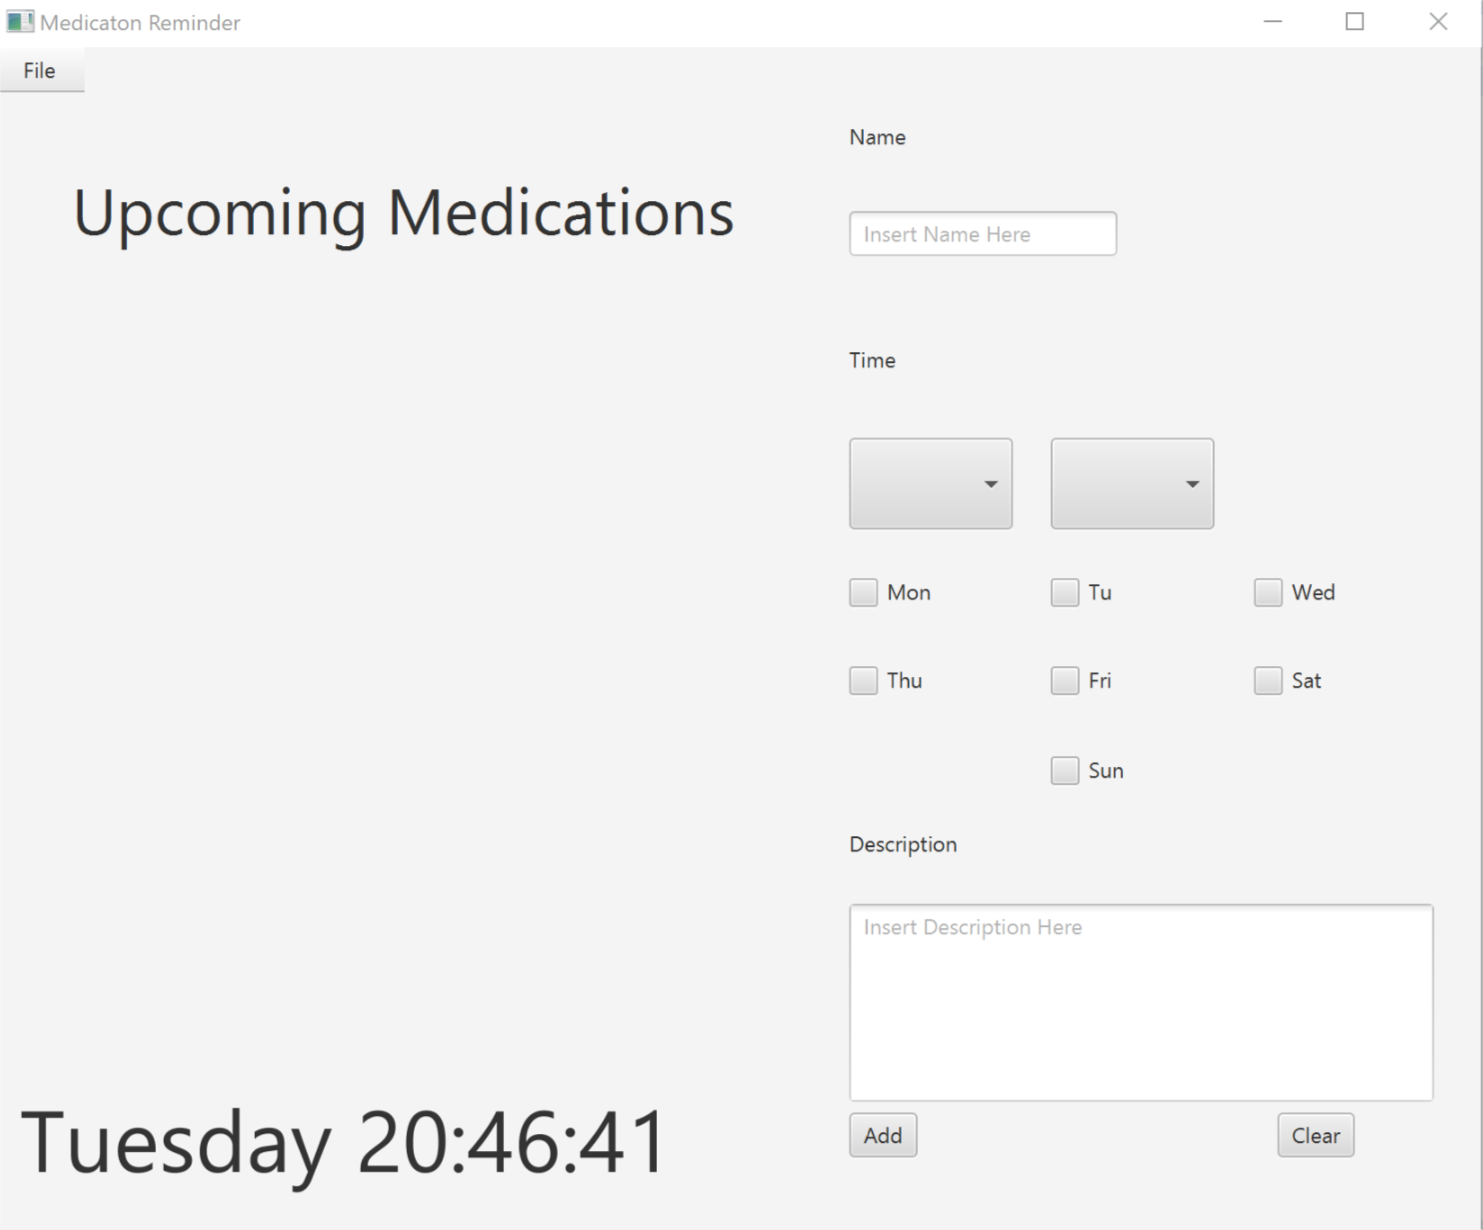 Medicaton Reminder
File
Upcoming Medications
Name
Insert Name Here
Time
Mon Tu Wed
Thu Fri Sat
Sun
Description
Insert Description Here
Add Clear
Tuesday 20:46:41